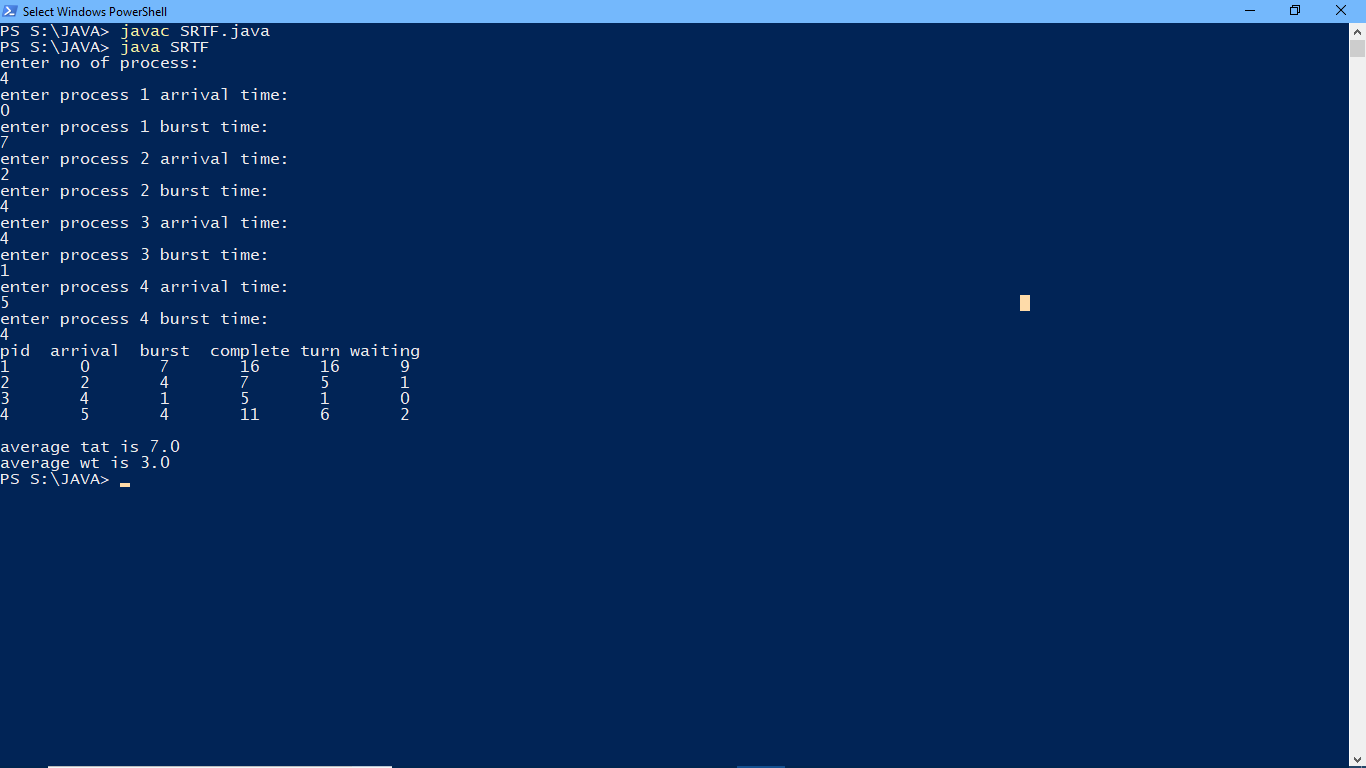 Select Windows PowerShell
PS S:\JAVA> javac SRTF.java
PS S:\JAVA> java SRTF
enter no of process:
4
enter process 1 arrival time:
0
enter process 1 burst time:
7
enter process 2 arrival time:
2
enter process 2 burst time:
4
enter process 3 arrival time:
4
enter process 3 burst time:
1
enter process 4 arrival time:
5
enter process 4 burst time:
4
pid  arrival  burst  complete turn waiting
1       0       7       16      16      9
2       2       4       7       5       1
3       4       1       5       1       0
4       5       4       11      6       2
average tat is 7.0
average wt is 3.0
PS S:\JAVA>